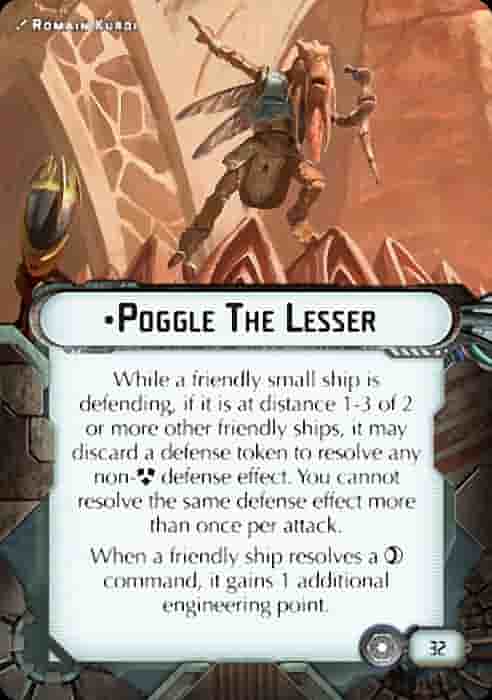 Romain Kurdi
•Poggle The Lesser
While a friendly small ship is
defending, if it is at distance 1-3 of 2
or more other friendly ships, it may
discard a defense token to resolve any
non- defense effect. You cannot
resolve the same defense effect more
than once per attack.
When a friendly ship resolves a
command, it gains 1 additional
engineering point.
32